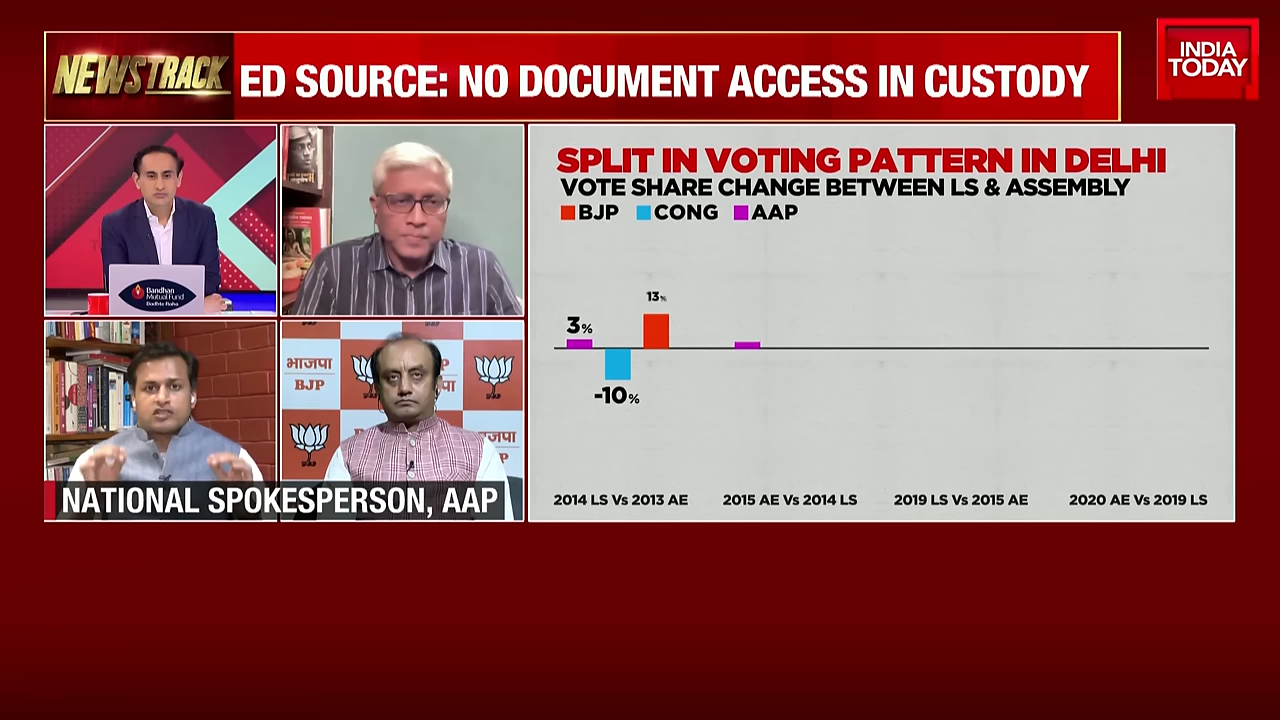 NEWSTRACK
ED SOURCE: NO DOCUMENT ACCESS IN CUSTODY
INDIA
TODAY
Bandhan
Mutual Fund
Badhte Raho
भाजपा
BJP
NATIONAL SPOKESPERSON, AAP
SPLIT IN VOTING PATTERN IN DELHI
VOTE SHARE CHANGE BETWEEN LS & ASSEMBLY
BJP CONG AAP
13%
3%
-10%
2014 LS Vs 2013 AE 2015 AE Vs 2014 LS 2019 LS Vs 2015 AE 2020 AE Vs 2019 LS